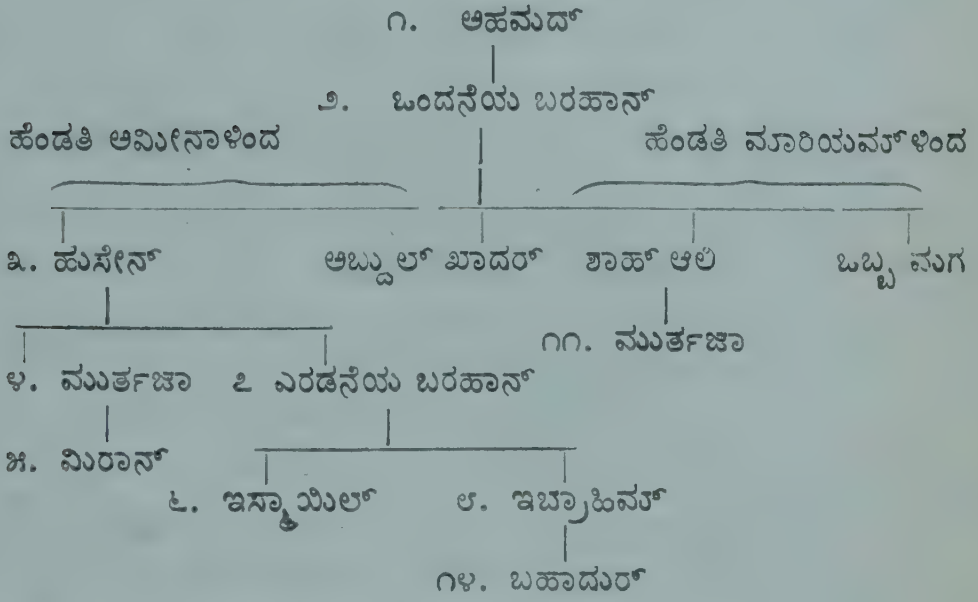 ೧. ಅಹಮದ್
೨. ಒಂದನೆಯ ಬರಹಾನ್
ಹೆಂಡತಿ ಅಮೀನಾಳಿಂದ ಹೆಂಡತಿ ಮಾರಿಯಮ್‌ಳಿಂದ
೩. ಹುಸೇನ್ ಅಬ್ದುಲ್ ಖಾದರ್ ಶಾಹ್ ಆಲಿ ಒಬ್ಬ ಮಗ
೧೧. ಮುರ್ತಜಾ
೪. ಮುರ್ತಜಾ ೭ ಎರಡನೆಯ ಬರಹಾನ್
೫. ಮಿರಾನ್
೬. ಇಸ್ಮಾಯಿಲ್ ೮. ಇಬ್ರಾಹಿಮ್
೧೪. ಬಹಾದುರ್